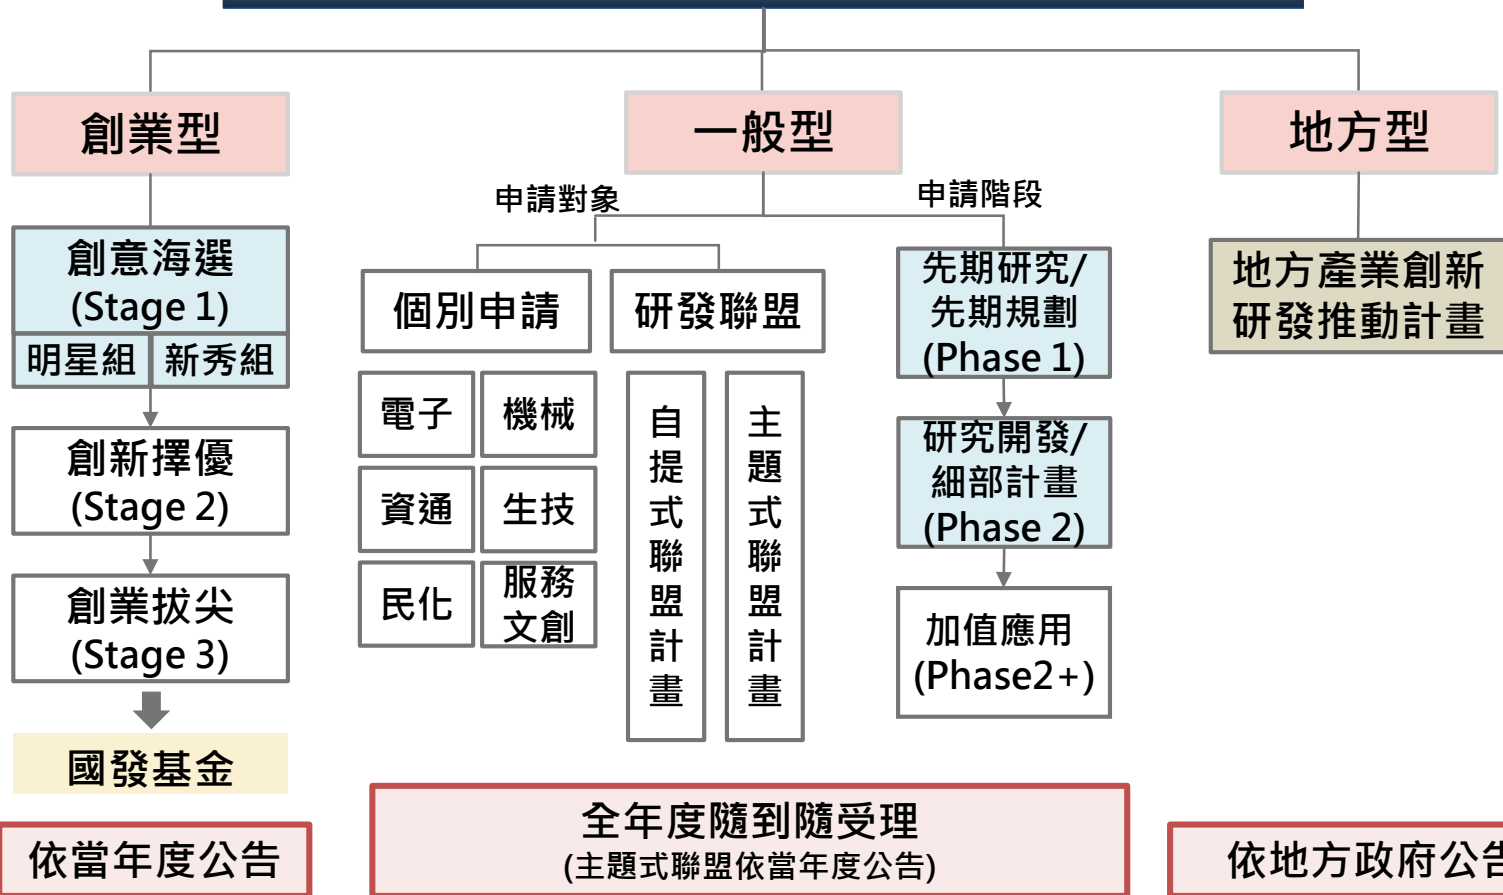 創業型
創意海選
(Stage 1)
明星組
新秀組
創新擇優
(Stage 2)
創業拔尖
(Stage 3)
國發基金
依當年度公告
一般型
申請對象
申請階段
個別申請
研發聯盟
電子
機械
資通
生技
民化
服務
文創
自提式聯盟計畫
主題式聯盟計畫
先期研究/
先期規劃
(Phase 1)
研究開發/
細部計畫
(Phase 2)
加值應用
(Phase2+)
全年度隨到隨受理
(主題式聯盟依當年度公告)
地方型
地方產業創新
研發推動計畫
依地方政府公告